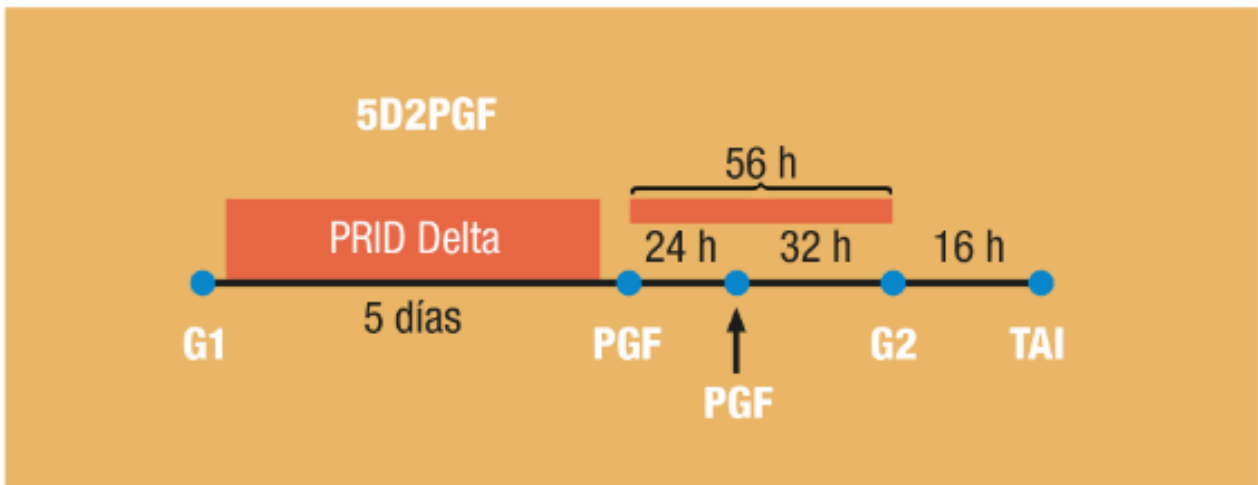 5D2PGF
56 h
PRID Delta
24 h
32 h
16 h
5 días
G1
PGF
G2
TAI
PGF